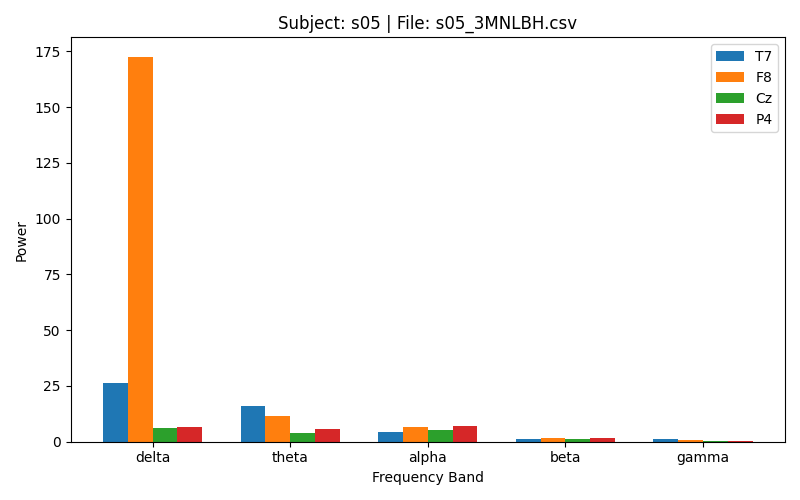 Subject: s05 | File: s05_3MNLBH.csv
T7
F8
Cz
P4
175
150
125
100
75
50
25
0
Power
delta theta alpha beta gamma
Frequency Band